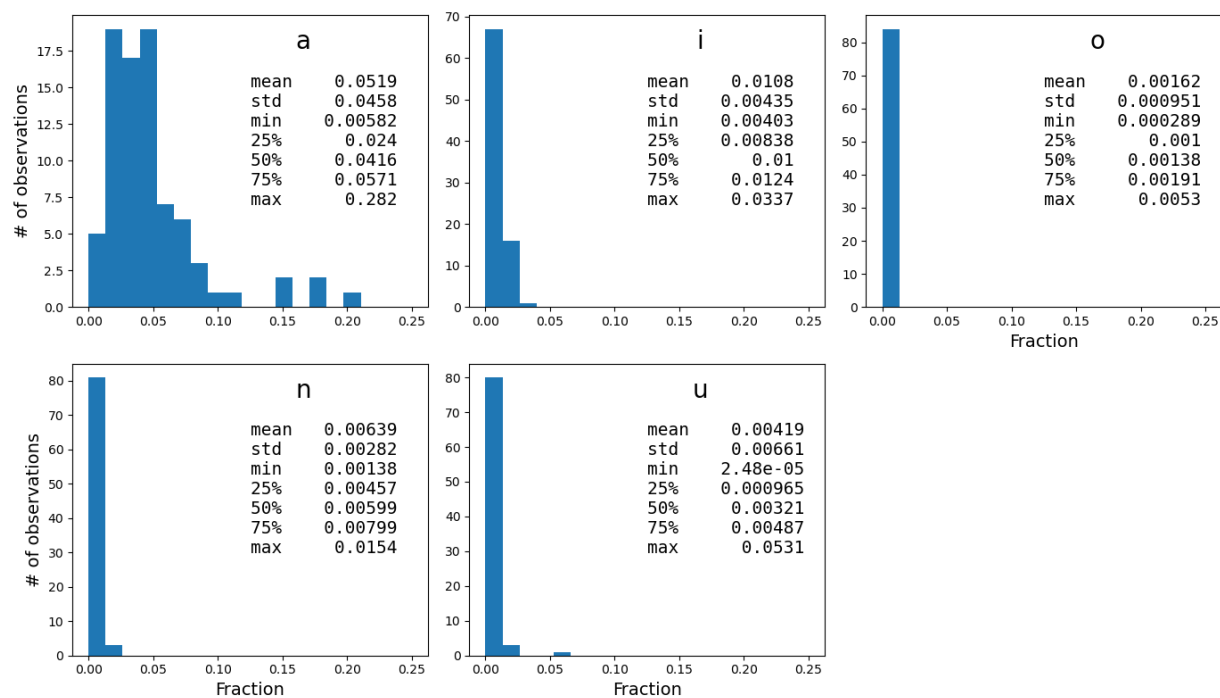 a
mean 0.0519
std 0.0458
min 0.00582
25% 0.024
50% 0.0416
75% 0.0571
max 0.282
# of observations
17.5
15.0
12.5
10.0
7.5
5.0
2.5
0.0
0.00 0.05 0.10 0.15 0.20 0.25
i
mean 0.0108
std 0.00435
min 0.00403
25% 0.00838
50% 0.01
75% 0.0124
max 0.0337
70
60
50
40
30
20
10
0
0.00 0.05 0.10 0.15 0.20 0.25
o
mean 0.00162
std 0.000951
min 0.000289
25% 0.001
50% 0.00138
75% 0.00191
max 0.0053
80
70
60
50
40
30
20
10
0
0.00 0.05 0.10 0.15 0.20 0.25
Fraction
n
mean 0.00639
std 0.00282
min 0.00138
25% 0.00457
50% 0.00599
75% 0.00799
max 0.0154
# of observations
80
70
60
50
40
30
20
10
0
0.00 0.05 0.10 0.15 0.20 0.25
Fraction
u
mean 0.00419
std 0.00661
min 2.48e-05
25% 0.000965
50% 0.00321
75% 0.00487
max 0.0531
80
70
60
50
40
30
20
10
0
0.00 0.05 0.10 0.15 0.20 0.25
Fraction